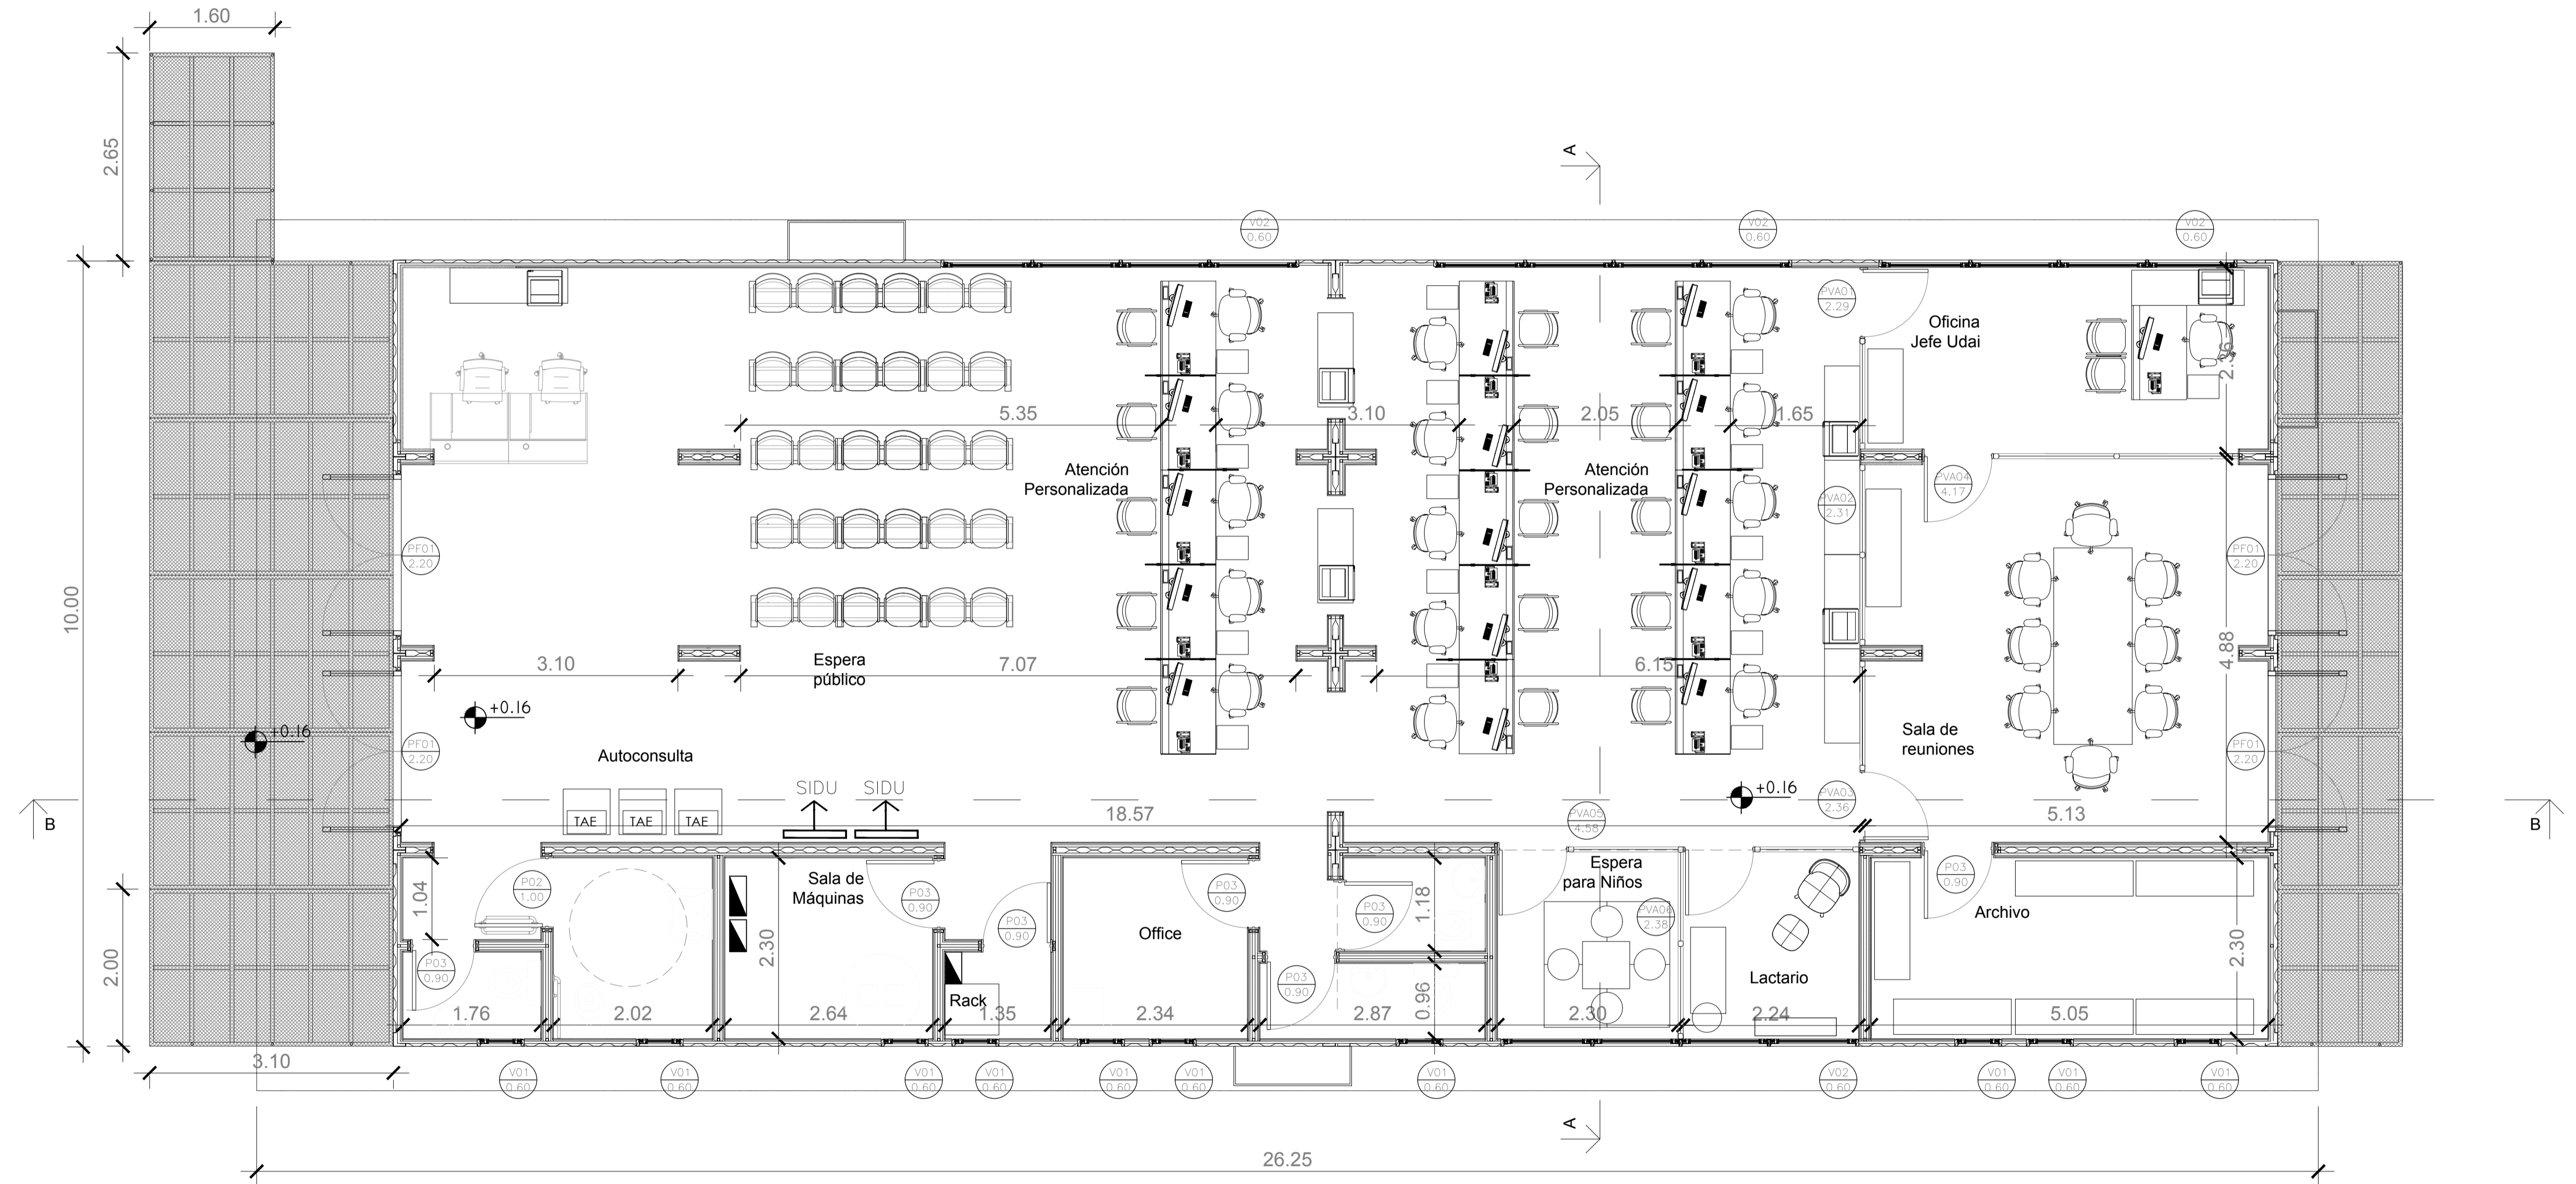 1.60
2.65
A
V02
0.60
V02
0.60
V02
0.60
PVA01
2.29
Oficina
Jefe Udai
5.35
3.10
2.05
1.65
Atención
Personalizada
Atención
Personalizada
PVA04
4.17
PVA02
2.31
PF01
2.20
PF01
2.20
10.00
3.10
Espera
público
7.07
6.15
4.88
+0.16
+0.16
Sala de
reuniones
PF01
2.20
PF01
2.20
Autoconsulta
SIDU
SIDU
+0.16
PVA03
2.36
B
TAE
TAE
TAE
18.57
PVA05
4.58
5.13
B
Espera
para Niños
P02
1.00
Sala de
Máquinas
P03
0.90
P03
0.90
P03
0.90
P03
0.90
1.04
1.18
PVA06
2.38
Archivo
P03
0.90
Office
2.30
2.30
P03
0.90
P03
0.90
Lactario
2.00
Rack
0.96
1.76
2.02
2.64
1.35
2.34
2.87
2.30
2.24
5.05
3.10
V01
0.60
V01
0.60
V01
0.60
V01
0.60
V01
0.60
V01
0.60
V01
0.60
V02
0.60
V01
0.60
V01
0.60
V01
0.60
A
26.25